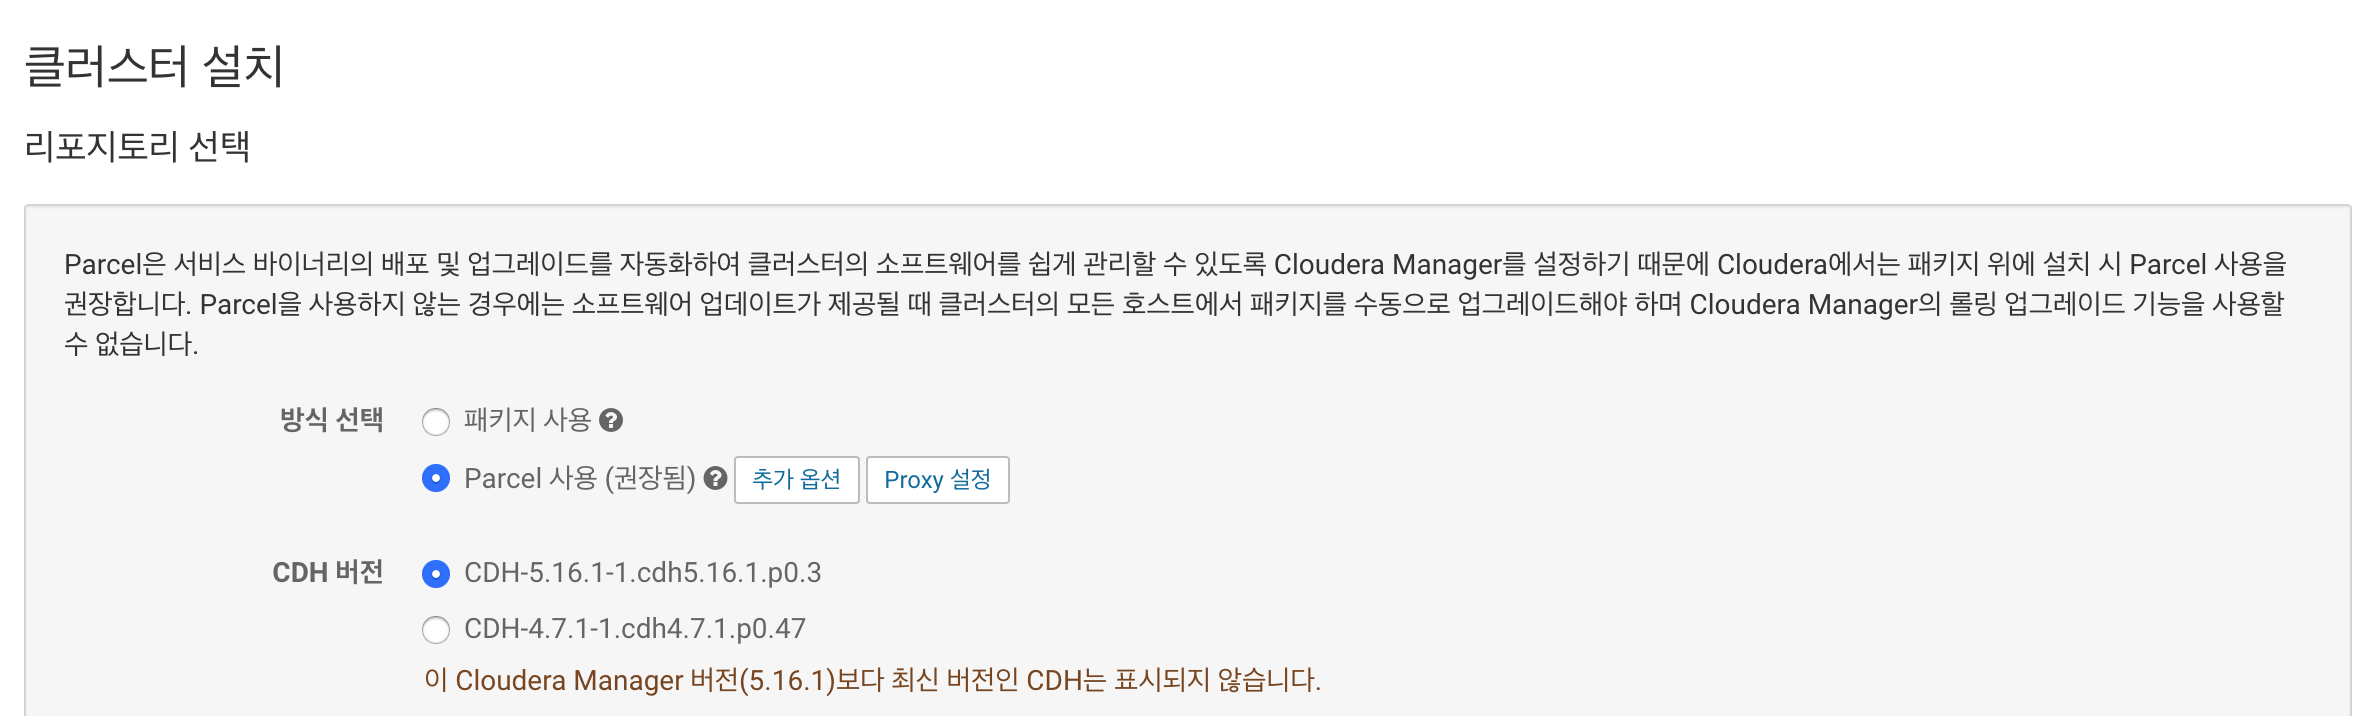 클러스터 설치
리포지토리 선택
Parcel은 서비스 바이너리의 배포 및 업그레이드를 자동화하여 클러스터의 소프트웨어를 쉽게 관리할 수 있도록 Cloudera Manager를 설정하기 때문에 Cloudera에서는 패키지 위에 설치 시 Parcel 사용을
권장합니다. Parcel을 사용하지 않는 경우에는 소프트웨어 업데이트가 제공될 때 클러스터의 모든 호스트에서 패키지를 수동으로 업그레이드해야 하며 Cloudera Manager의 롤링 업그레이드 기능을 사용할
수 없습니다.
방식 선택 패키지 사용 ?
Parcel 사용 (권장됨) ? 추가 옵션 Proxy 설정
CDH 버전 CDH-5.16.1-1.cdh5.16.1.p0.3
CDH-4.7.1-1.cdh4.7.1.p0.47
이 Cloudera Manager 버전(5.16.1)보다 최신 버전인 CDH는 표시되지 않습니다.